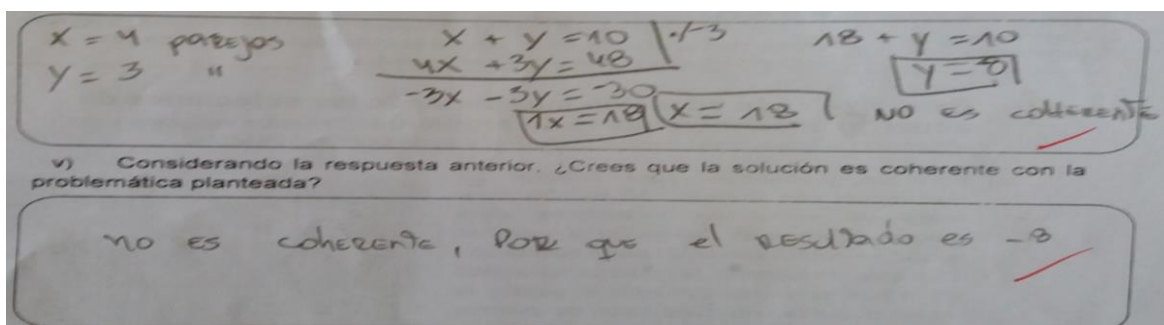 x = 4 parejos
y = 3 "
x + y = 10 | ·/-3
4x + 3y = 48
-3x - 3y = -30
1x = 18 x = 18
18 + y = 10
y = 8
NO es coherente
v) Considerando la respuesta anterior. ¿Crees que la solución es coherente con la
problemática planteada?
no es coherente, Por que el resultado es -8